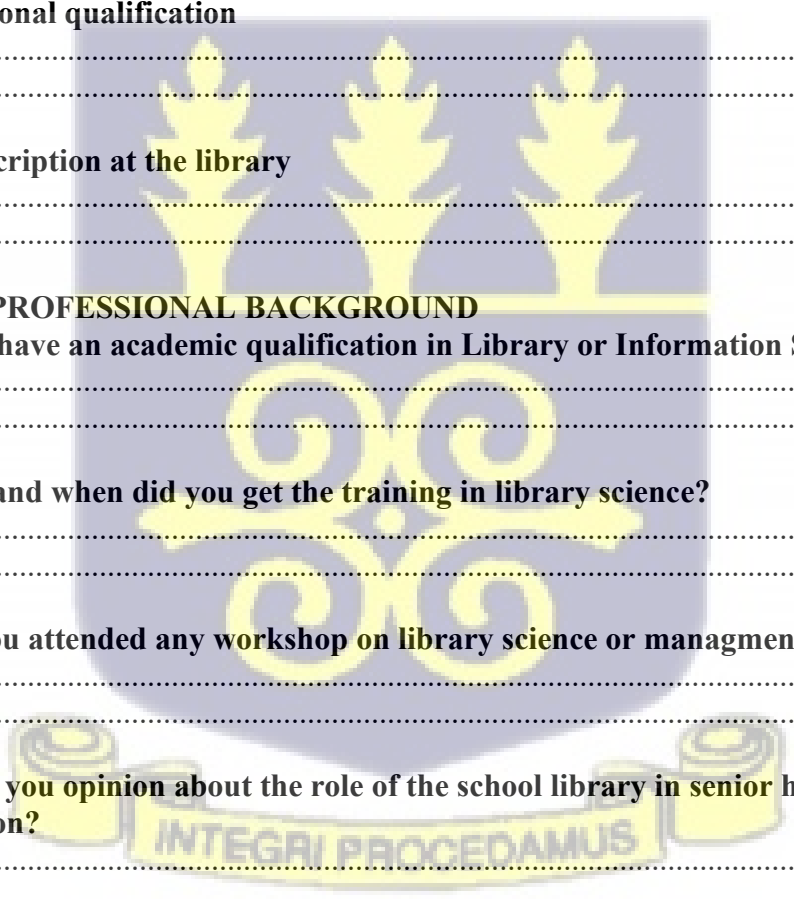 onal qualification
..........................................................................................
..........................................................................................
cription at the library
..........................................................................................
..........................................................................................
PROFESSIONAL BACKGROUND
have an academic qualification in Library or Information S
..........................................................................................
..........................................................................................
and when did you get the training in library science?
..........................................................................................
..........................................................................................
ou attended any workshop on library science or managmen
..........................................................................................
..........................................................................................
you opinion about the role of the school library in senior h
on?
..........................................................................................
INTEGRI PROCEDAMUS